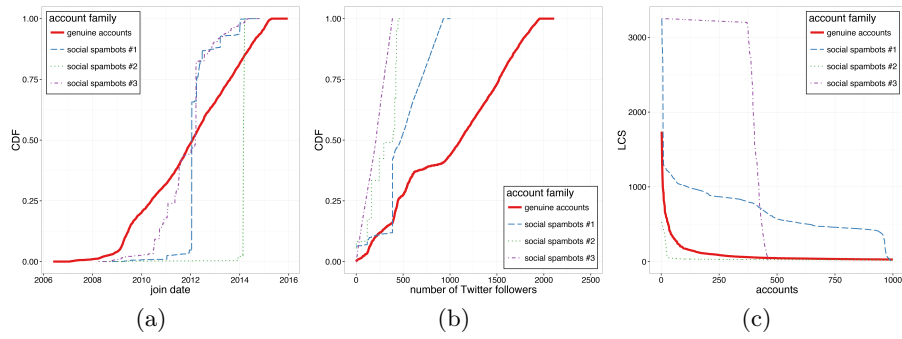 account family
genuine accounts
social spambots #1
social spambots #2
social spambots #3
1.00
0.75
0.50
0.25
0.00
CDF
2006 2008 2010 2012 2014 2016
join date
(a)
1.00
0.75
0.50
0.25
0.00
CDF
account family
genuine accounts
social spambots #1
social spambots #2
social spambots #3
0 500 1000 1500 2000 2500
number of Twitter followers
(b)
account family
genuine accounts
social spambots #1
social spambots #2
social spambots #3
3000
2000
1000
0
LCS
0 250 500 750 1000
accounts
(c)